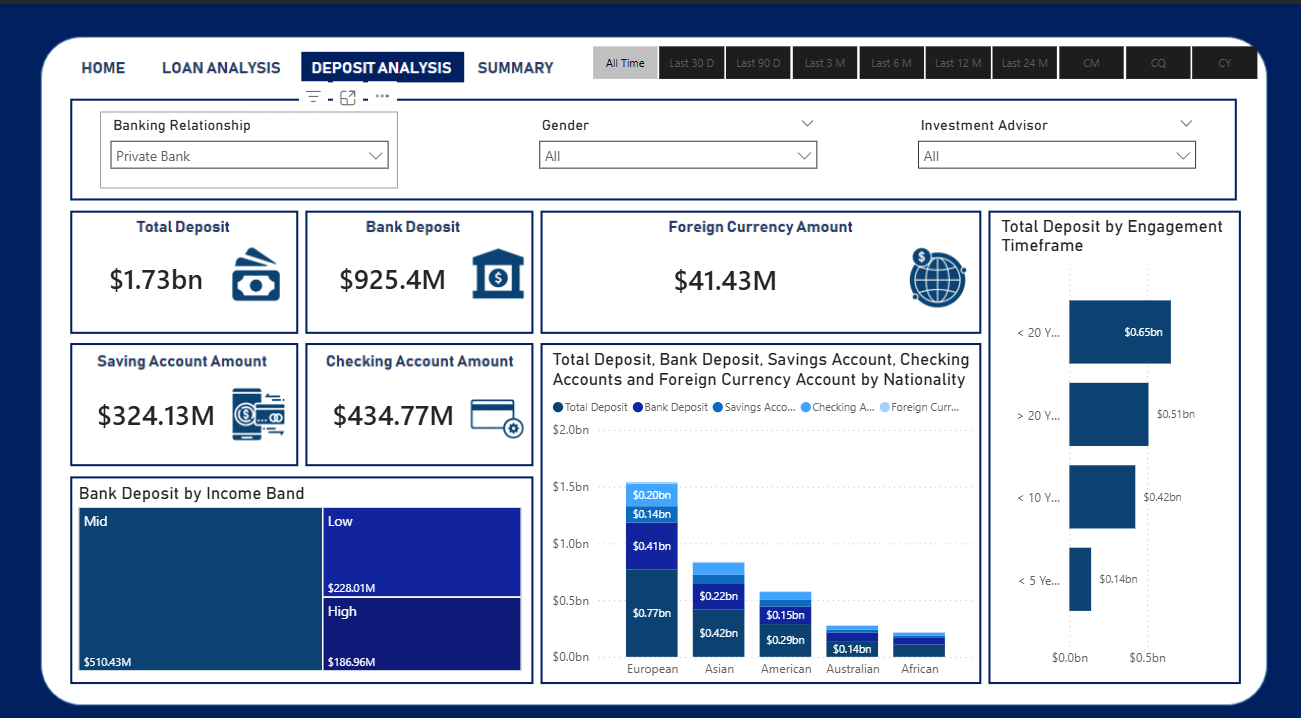 HOME LOAN ANALYSIS DEPOSIT ANALYSIS SUMMARY
All Time Last 30 D Last 90 D Last 3 M Last 6 M Last 12 M Last 24 M CM CQ CY
Banking Relationship
Private Bank
Gender
All
Investment Advisor
All
Total Deposit
$1.73bn
Bank Deposit
$925.4M
Foreign Currency Amount
$41.43M
Saving Account Amount
$324.13M
Checking Account Amount
$434.77M
Bank Deposit by Income Band
Mid
$510.43M
Low
$228.01M
High
$186.96M
Total Deposit, Bank Deposit, Savings Account, Checking
Accounts and Foreign Currency Account by Nationality
Total Deposit Bank Deposit Savings Acco... Checking A... Foreign Curr...
$2.0bn
$1.5bn
$1.0bn
$0.5bn
$0.0bn
$0.20bn
$0.14bn
$0.41bn
$0.77bn
$0.22bn
$0.42bn
$0.15bn
$0.29bn
$0.14bn
European Asian American Australian African
Total Deposit by Engagement
Timeframe
< 20 Y... $0.65bn
> 20 Y... $0.51bn
< 10 Y... $0.42bn
< 5 Ye... $0.14bn
$0.0bn $0.5bn